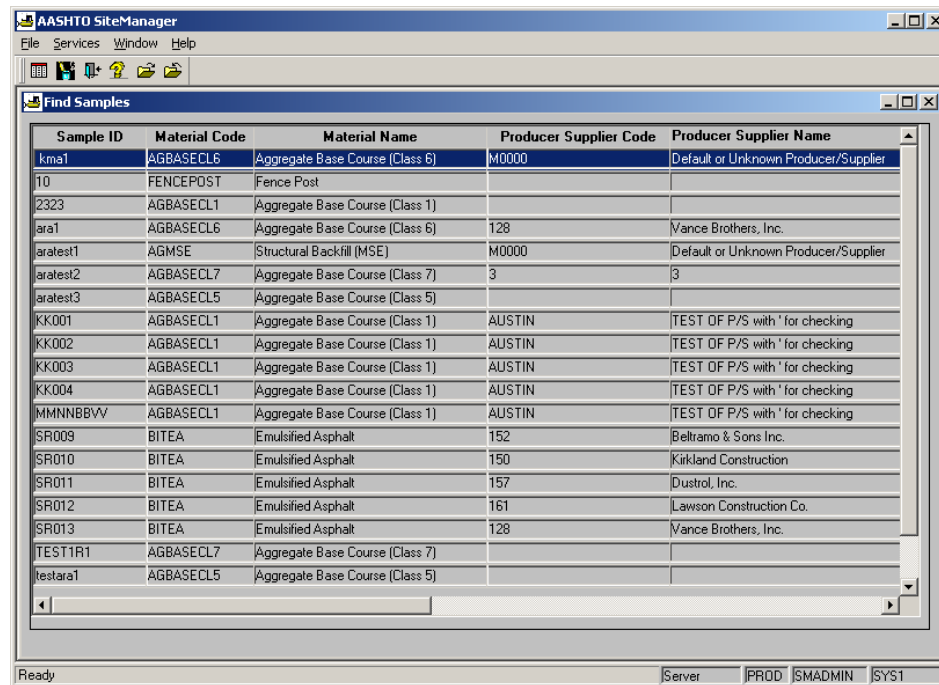 AASHTO SiteManager
File Services Window Help
Find Samples
Sample ID Material Code Material Name Producer Supplier Code Producer Supplier Name
kma1 AGBASECL6 Aggregate Base Course (Class 6) M0000 Default or Unknown Producer/Supplier
10 FENCEPOST Fence Post
2323 AGBASECL1 Aggregate Base Course (Class 1)
ara1 AGBASECL6 Aggregate Base Course (Class 6) 128 Vance Brothers, Inc.
aratest1 AGMSE Structural Backfill (MSE) M0000 Default or Unknown Producer/Supplier
aratest2 AGBASECL7 Aggregate Base Course (Class 7) 3 3
aratest3 AGBASECL5 Aggregate Base Course (Class 5)
KK001 AGBASECL1 Aggregate Base Course (Class 1) AUSTIN TEST OF P/S with ' for checking
KK002 AGBASECL1 Aggregate Base Course (Class 1) AUSTIN TEST OF P/S with ' for checking
KK003 AGBASECL1 Aggregate Base Course (Class 1) AUSTIN TEST OF P/S with ' for checking
KK004 AGBASECL1 Aggregate Base Course (Class 1) AUSTIN TEST OF P/S with ' for checking
MMNNBBVV AGBASECL1 Aggregate Base Course (Class 1) AUSTIN TEST OF P/S with ' for checking
SR009 BITEA Emulsified Asphalt 152 Beltramo & Sons Inc.
SR010 BITEA Emulsified Asphalt 150 Kirkland Construction
SR011 BITEA Emulsified Asphalt 157 Dustrol, Inc.
SR012 BITEA Emulsified Asphalt 161 Lawson Construction Co.
SR013 BITEA Emulsified Asphalt 128 Vance Brothers, Inc.
TEST1R1 AGBASECL7 Aggregate Base Course (Class 7)
testara1 AGBASECL5 Aggregate Base Course (Class 5)
Ready Server PROD SMADMIN SYS1